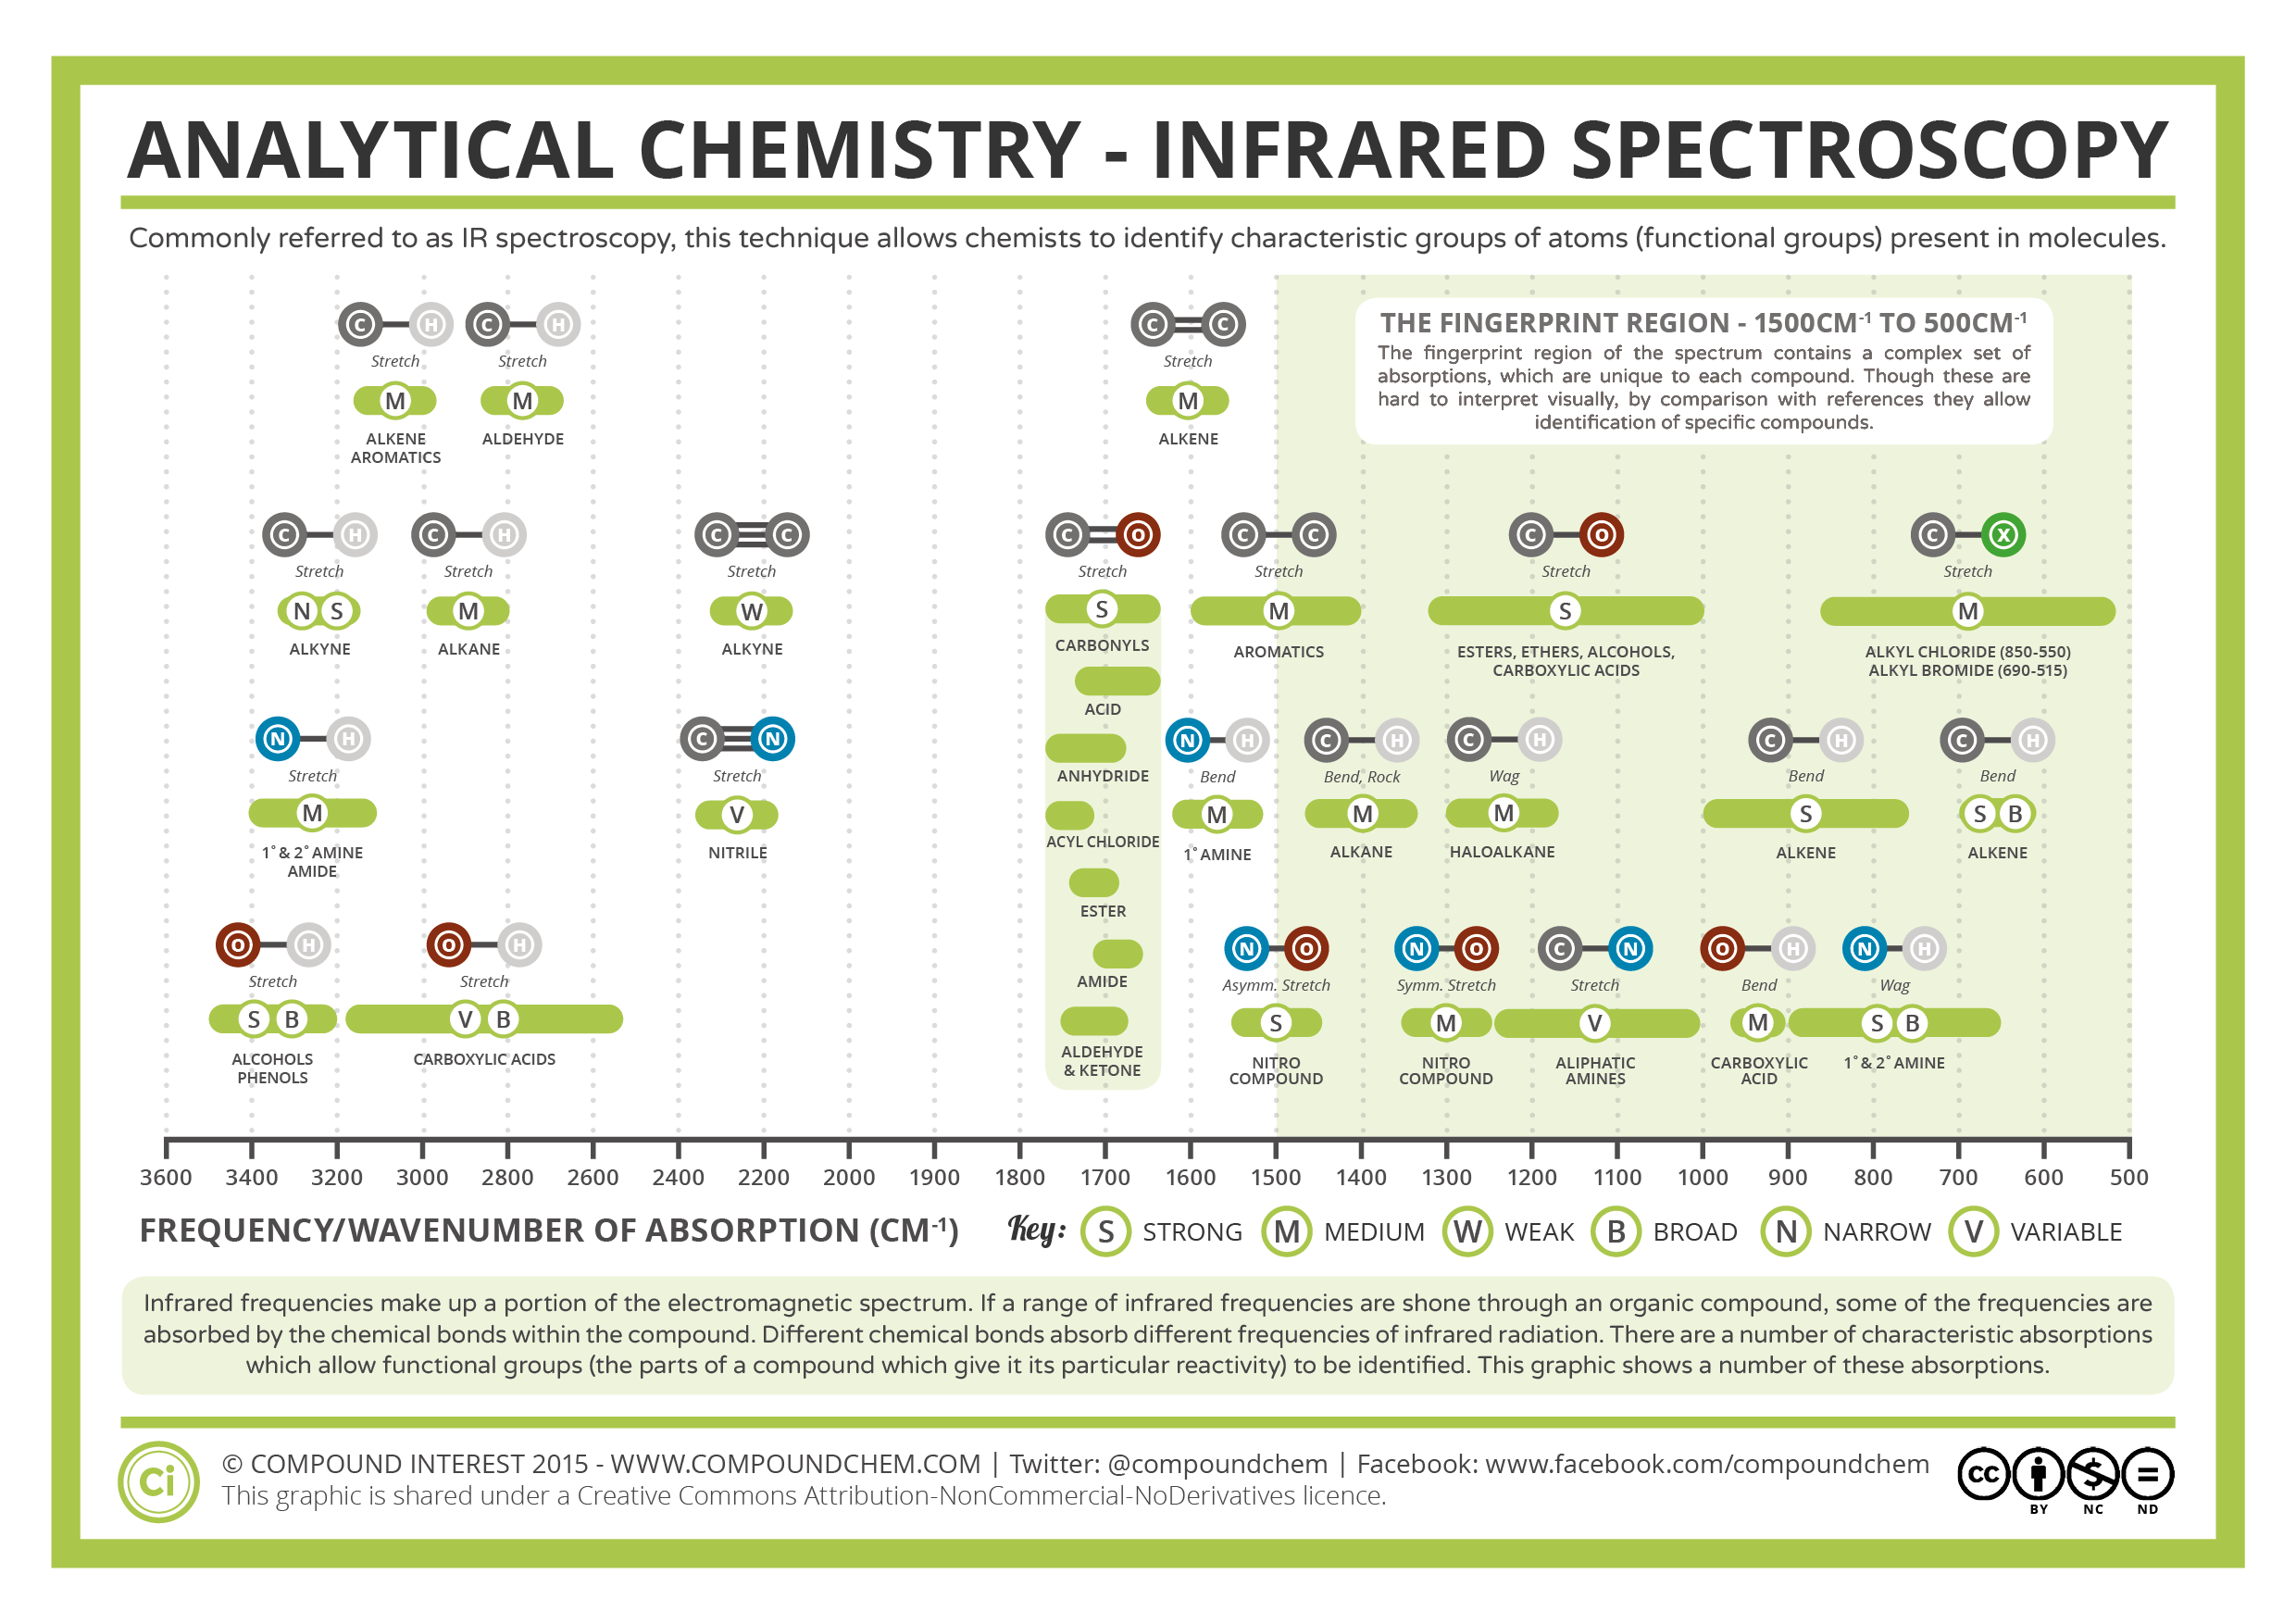 ANALYTICAL CHEMISTRY - INFRARED SPECTROSCOPY
Commonly referred to as IR spectroscopy, this technique allows chemists to identify characteristic groups of atoms (functional groups) present in molecules.
C H
Stretch
M
ALKENE
AROMATICS
C H
Stretch
M
ALDEHYDE
C C
Stretch
M
ALKENE
THE FINGERPRINT REGION - 1500CM⁻¹ TO 500CM⁻¹
The fingerprint region of the spectrum contains a complex set of
absorptions, which are unique to each compound. Though these are
hard to interpret visually, by comparison with references they allow
identification of specific compounds.
C H
Stretch
N S
ALKYNE
C H
Stretch
M
ALKANE
C C
Stretch
W
ALKYNE
C O
Stretch
S
CARBONYLS
ACID
ANHYDRIDE
ACYL CHLORIDE
ESTER
AMIDE
ALDEHYDE
& KETONE
C C
Stretch
M
AROMATICS
C O
Stretch
S
ESTERS, ETHERS, ALCOHOLS,
CARBOXYLIC ACIDS
C X
Stretch
M
ALKYL CHLORIDE (850-550)
ALKYL BROMIDE (690-515)
N H
Stretch
M
1° & 2° AMINE
AMIDE
C N
Stretch
V
NITRILE
N H
Bend
M
1° AMINE
C H
Bend, Rock
M
ALKANE
C H
Wag
M
HALOALKANE
C H
Bend
S
ALKENE
C H
Bend
S B
ALKENE
O H
Stretch
S B
ALCOHOLS
PHENOLS
O H
Stretch
V B
CARBOXYLIC ACIDS
N O
Asymm. Stretch
S
NITRO
COMPOUND
N O
Symm. Stretch
M
NITRO
COMPOUND
C N
Stretch
V
ALIPHATIC
AMINES
O H
Bend
M
CARBOXYLIC
ACID
N H
Wag
S B
1° & 2° AMINE
3600 3400 3200 3000 2800 2600 2400 2200 2000 1900 1800 1700 1600 1500 1400 1300 1200 1100 1000 900 800 700 600 500
FREQUENCY/WAVENUMBER OF ABSORPTION (CM⁻¹)
Key: S STRONG M MEDIUM W WEAK B BROAD N NARROW V VARIABLE
Infrared frequencies make up a portion of the electromagnetic spectrum. If a range of infrared frequencies are shone through an organic compound, some of the frequencies are
absorbed by the chemical bonds within the compound. Different chemical bonds absorb different frequencies of infrared radiation. There are a number of characteristic absorptions
which allow functional groups (the parts of a compound which give it its particular reactivity) to be identified. This graphic shows a number of these absorptions.
Ci
© COMPOUND INTEREST 2015 - WWW.COMPOUNDCHEM.COM | Twitter: @compoundchem | Facebook: www.facebook.com/compoundchem
This graphic is shared under a Creative Commons Attribution-NonCommercial-NoDerivatives licence.
cc
BY NC ND